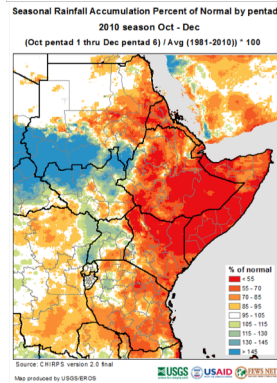 Seasonal Rainfall Accumulation Percent of Normal by pentad
2010 season Oct - Dec
(Oct pentad 1 thru Dec pentad 6) / Avg (1981-2010)) * 100
% of normal
< 55
55 - 70
70 - 85
85 - 95
95 - 105
105 - 115
115 - 130
130 - 145
> 145
Source: CHIRPS version 2.0 final
Map produced by USGS/EROS
USGS
USAID
FEWS NET